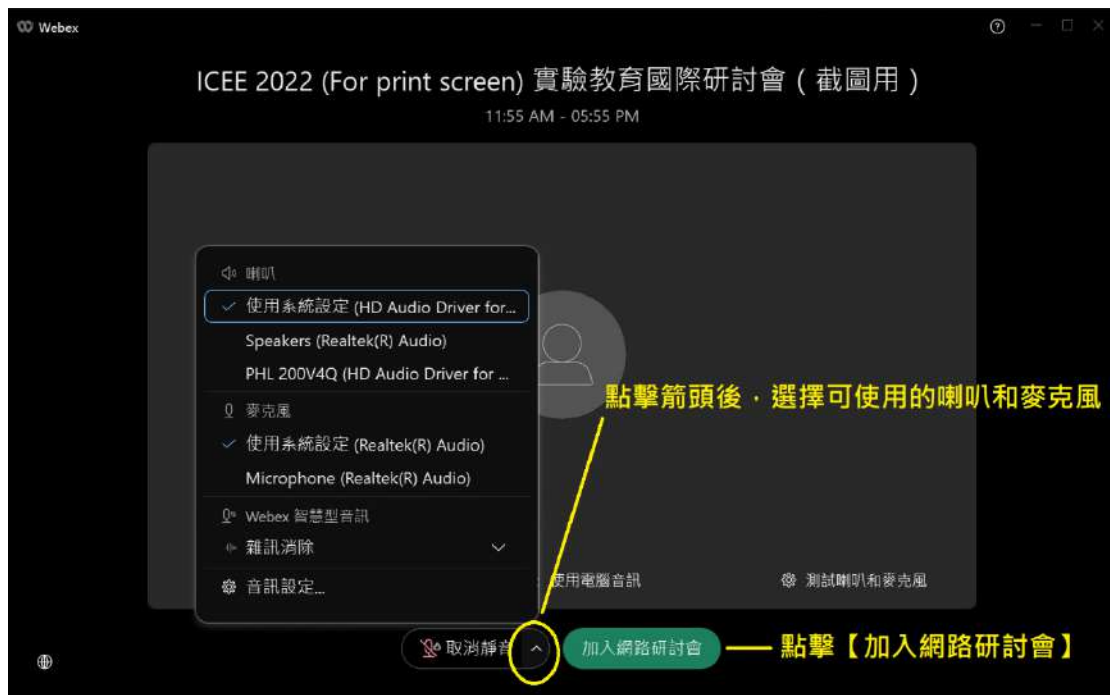 Webex
ICEE 2022 (For print screen) 實驗教育國際研討會 ( 截圖用 )
11:55 AM - 05:55 PM
喇叭
使用系統設定 (HD Audio Driver for...
Speakers (Realtek(R) Audio)
PHL 200V4Q (HD Audio Driver for ...
麥克風
使用系統設定 (Realtek(R) Audio)
Microphone (Realtek(R) Audio)
Webex 智慧型音訊
雜訊消除
音訊設定...
點擊箭頭後，選擇可使用的喇叭和麥克風
使用電腦音訊
測試喇叭和麥克風
取消靜音
加入網路研討會
點擊【加入網路研討會】